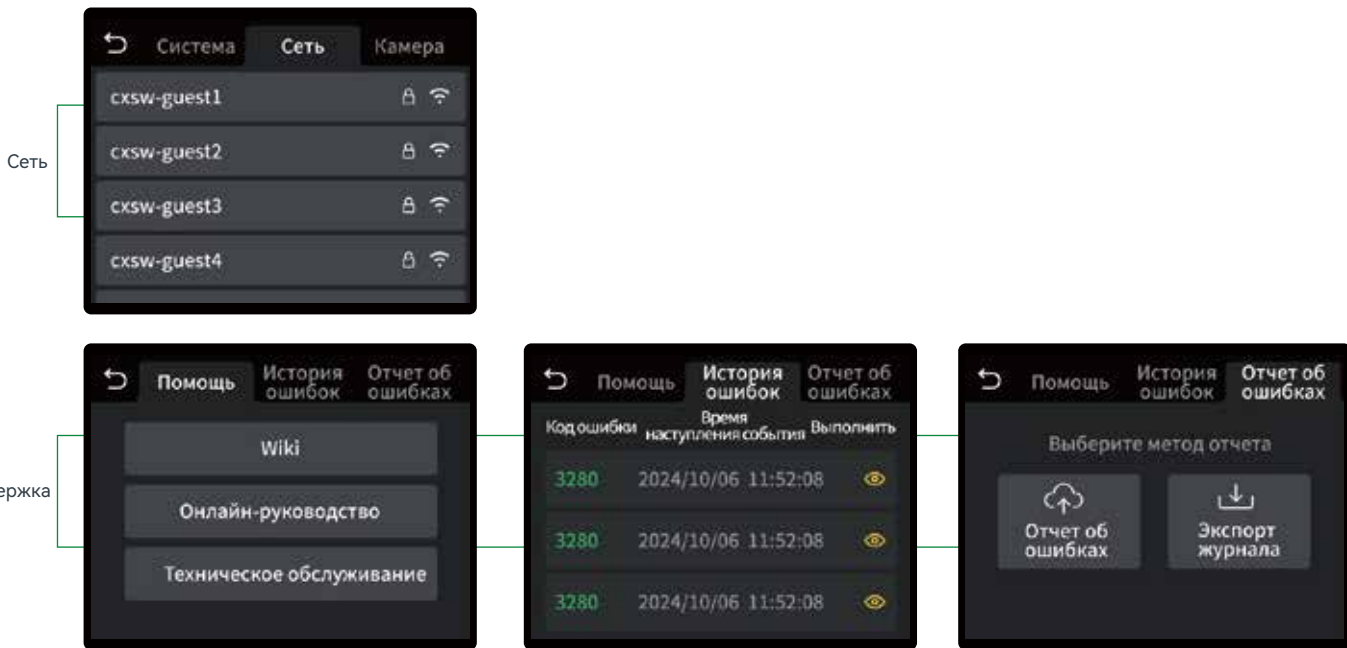 Система Сеть Камера
Сеть
cxsw-guest1
cxsw-guest2
cxsw-guest3
cxsw-guest4
ержка
Помощь История ошибок Отчет об ошибках
Wiki
Онлайн-руководство
Техническое обслуживание
Помощь История ошибок Отчет об ошибках
Код ошибки Время наступления события Выполнить
3280 2024/10/06 11:52:08
3280 2024/10/06 11:52:08
3280 2024/10/06 11:52:08
Помощь История ошибок Отчет об ошибках
Выберите метод отчета
Отчет об ошибках
Экспорт журнала